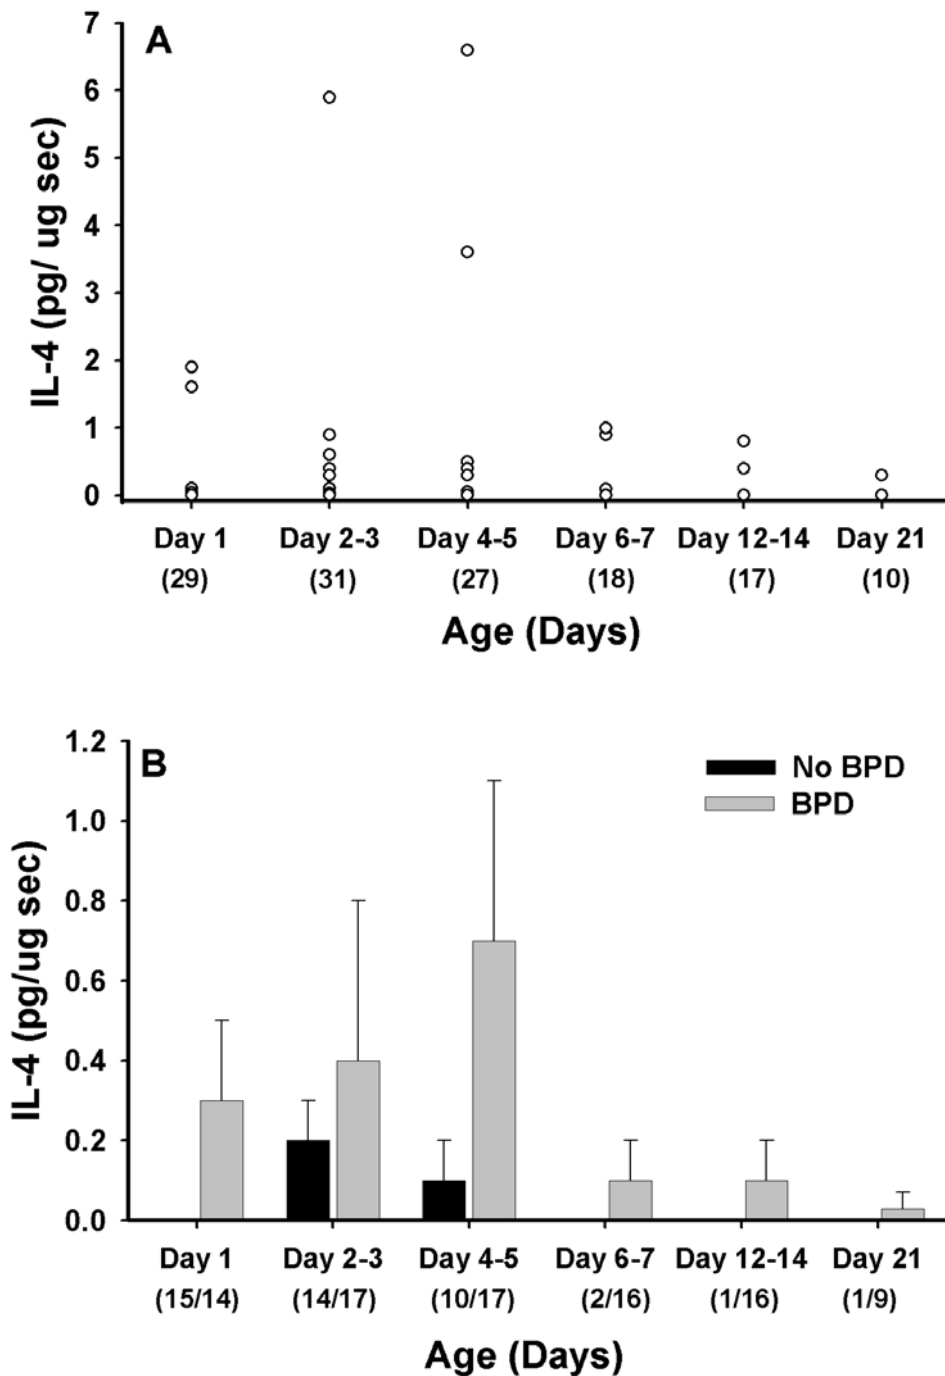 A
7
6
5
4
3
2
1
0
IL-4 (pg/ ug sec)
Day 1 Day 2-3 Day 4-5 Day 6-7 Day 12-14 Day 21
(29) (31) (27) (18) (17) (10)
Age (Days)
B
No BPD
BPD
1.2
1.0
0.8
0.6
0.4
0.2
0.0
IL-4 (pg/ug sec)
Day 1 Day 2-3 Day 4-5 Day 6-7 Day 12-14 Day 21
(15/14) (14/17) (10/17) (2/16) (1/16) (1/9)
Age (Days)